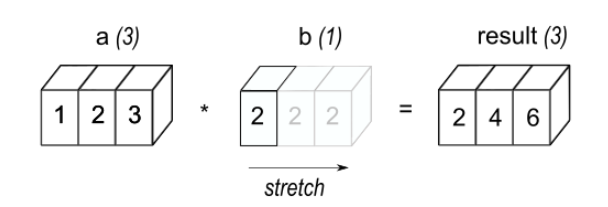 a (3) b (1) result (3)
1 2 3 * 2 2 2 = 2 4 6
stretch